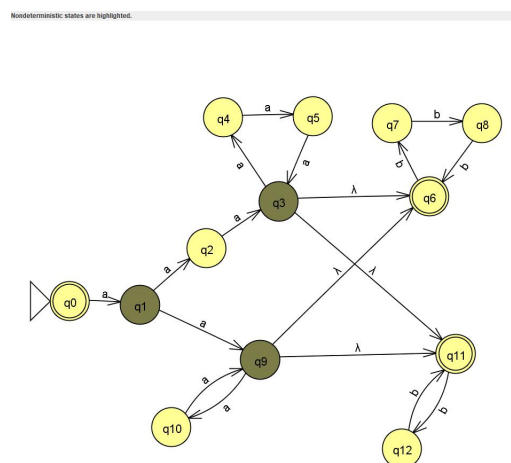 Nondeterministic states are highlighted.
q4
a
q5
q7
b
q8
a
a
b
b
q3
λ
q6
q2
a
a
q0
a
q1
λ
λ
a
q9
λ
q11
a
a
b
b
q10
q12